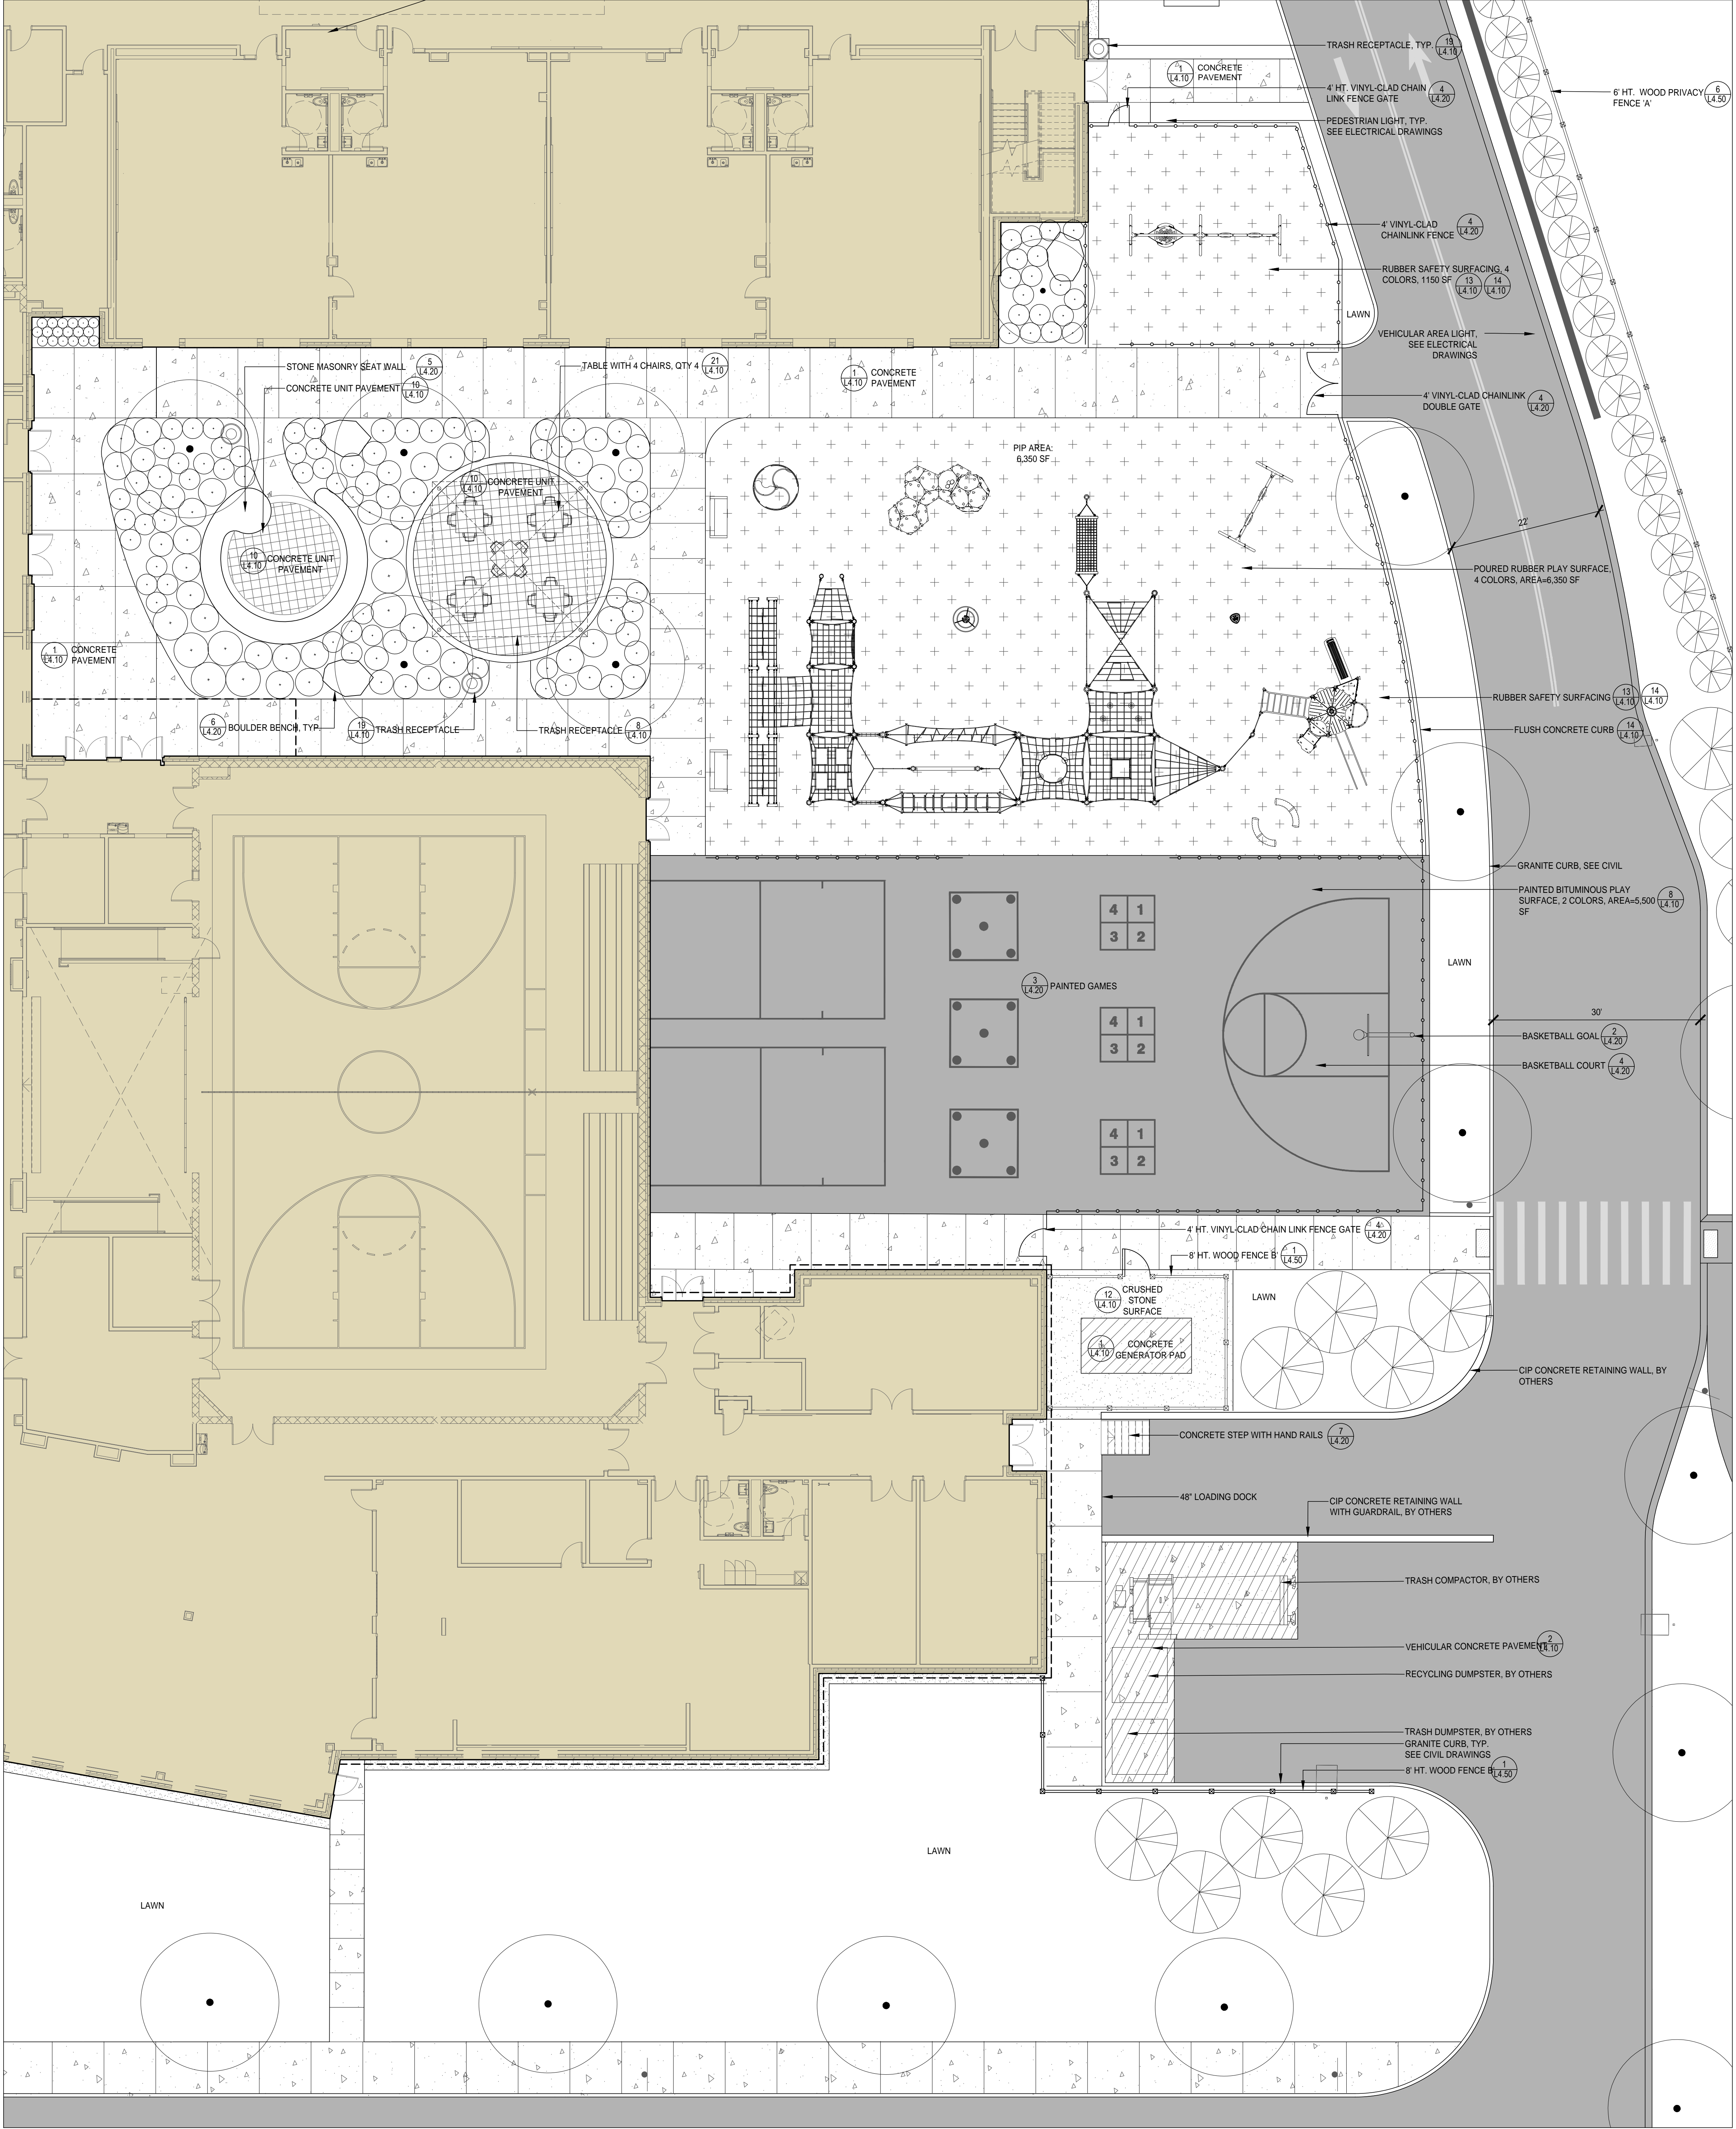 TRASH RECEPTACLE, TYP. 19 L4.10
1 L4.10 CONCRETE
PAVEMENT
4' HT. VINYL-CLAD CHAIN
LINK FENCE GATE 4 L4.20
6' HT. WOOD PRIVACY
FENCE 'A' 6 L4.50
PEDESTRIAN LIGHT, TYP.
SEE ELECTRICAL DRAWINGS
4' VINYL-CLAD
CHAINLINK FENCE 4 L4.20
RUBBER SAFETY SURFACING, 4
COLORS, 1150 SF 13 L4.10 14 L4.10
LAWN
VEHICULAR AREA LIGHT,
SEE ELECTRICAL
DRAWINGS
STONE MASONRY SEAT WALL 5 L4.20
CONCRETE UNIT PAVEMENT 10 L4.10
TABLE WITH 4 CHAIRS, QTY 4 21 L4.10
1 L4.10 CONCRETE
PAVEMENT
4' VINYL-CLAD CHAINLINK
DOUBLE GATE 4 L4.20
PIP AREA:
6,350 SF
10 L4.10 CONCRETE UNIT
PAVEMENT
22'
10 L4.10 CONCRETE UNIT
PAVEMENT
POURED RUBBER PLAY SURFACE,
4 COLORS, AREA=6,350 SF
1 L4.10 CONCRETE
PAVEMENT
RUBBER SAFETY SURFACING 13 L4.10 14 L4.10
6 L4.20 BOULDER BENCH, TYP
19 L4.10 TRASH RECEPTACLE
TRASH RECEPTACLE 8 L4.10
FLUSH CONCRETE CURB 14 L4.10
GRANITE CURB, SEE CIVIL
PAINTED BITUMINOUS PLAY
SURFACE, 2 COLORS, AREA=5,500
SF 8 L4.10
4 1
3 2
LAWN
3 L4.20 PAINTED GAMES
30'
4 1
3 2
BASKETBALL GOAL 2 L4.20
BASKETBALL COURT 4 L4.20
4 1
3 2
4' HT. VINYL-CLAD CHAIN LINK FENCE GATE 4 L4.20
8' HT. WOOD FENCE B' 1 L4.50
12 L4.10 CRUSHED
STONE
SURFACE
LAWN
1 L4.10 CONCRETE
GENERATOR PAD
CIP CONCRETE RETAINING WALL, BY
OTHERS
CONCRETE STEP WITH HAND RAILS 7 L4.20
48" LOADING DOCK
CIP CONCRETE RETAINING WALL
WITH GUARDRAIL, BY OTHERS
TRASH COMPACTOR, BY OTHERS
VEHICULAR CONCRETE PAVEMENT 2 L4.10
RECYCLING DUMPSTER, BY OTHERS
TRASH DUMPSTER, BY OTHERS
GRANITE CURB, TYP.
SEE CIVIL DRAWINGS
8' HT. WOOD FENCE B' 1 L4.50
LAWN
LAWN